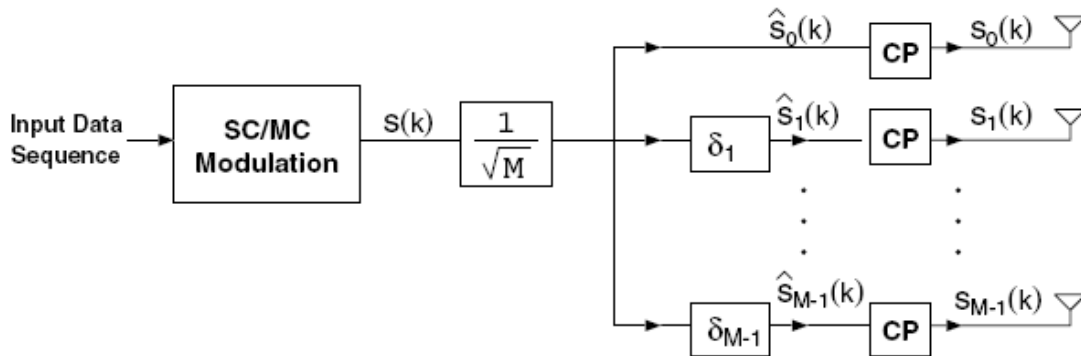 Input Data
Sequence
SC/MC
Modulation
s(k)
1
√M
ŝ₀(k)
CP
s₀(k)
δ₁
ŝ₁(k)
CP
s₁(k)
δM-1
ŝM-1(k)
CP
sM-1(k)